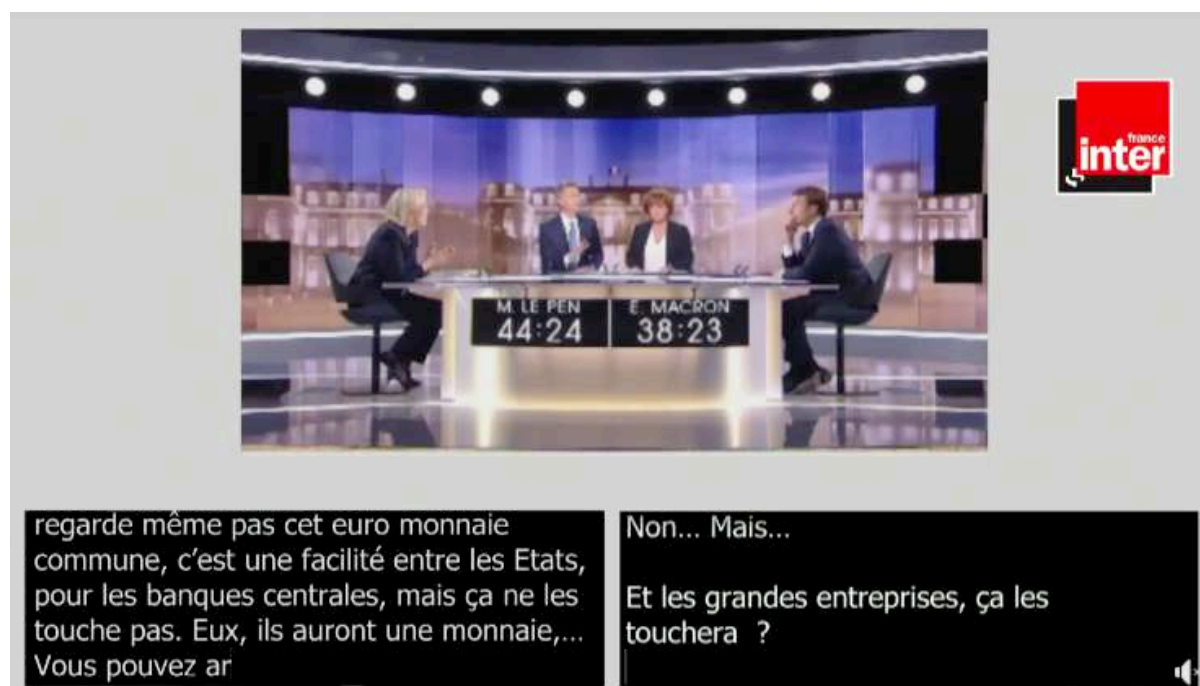 france
inter
M. LE PEN
44:24
E. MACRON
38:23
regarde même pas cet euro monnaie
commune, c'est une facilité entre les Etats,
pour les banques centrales, mais ça ne les
touche pas. Eux, ils auront une monnaie,...
Vous pouvez ar
Non... Mais...
Et les grandes entreprises, ça les
touchera ?